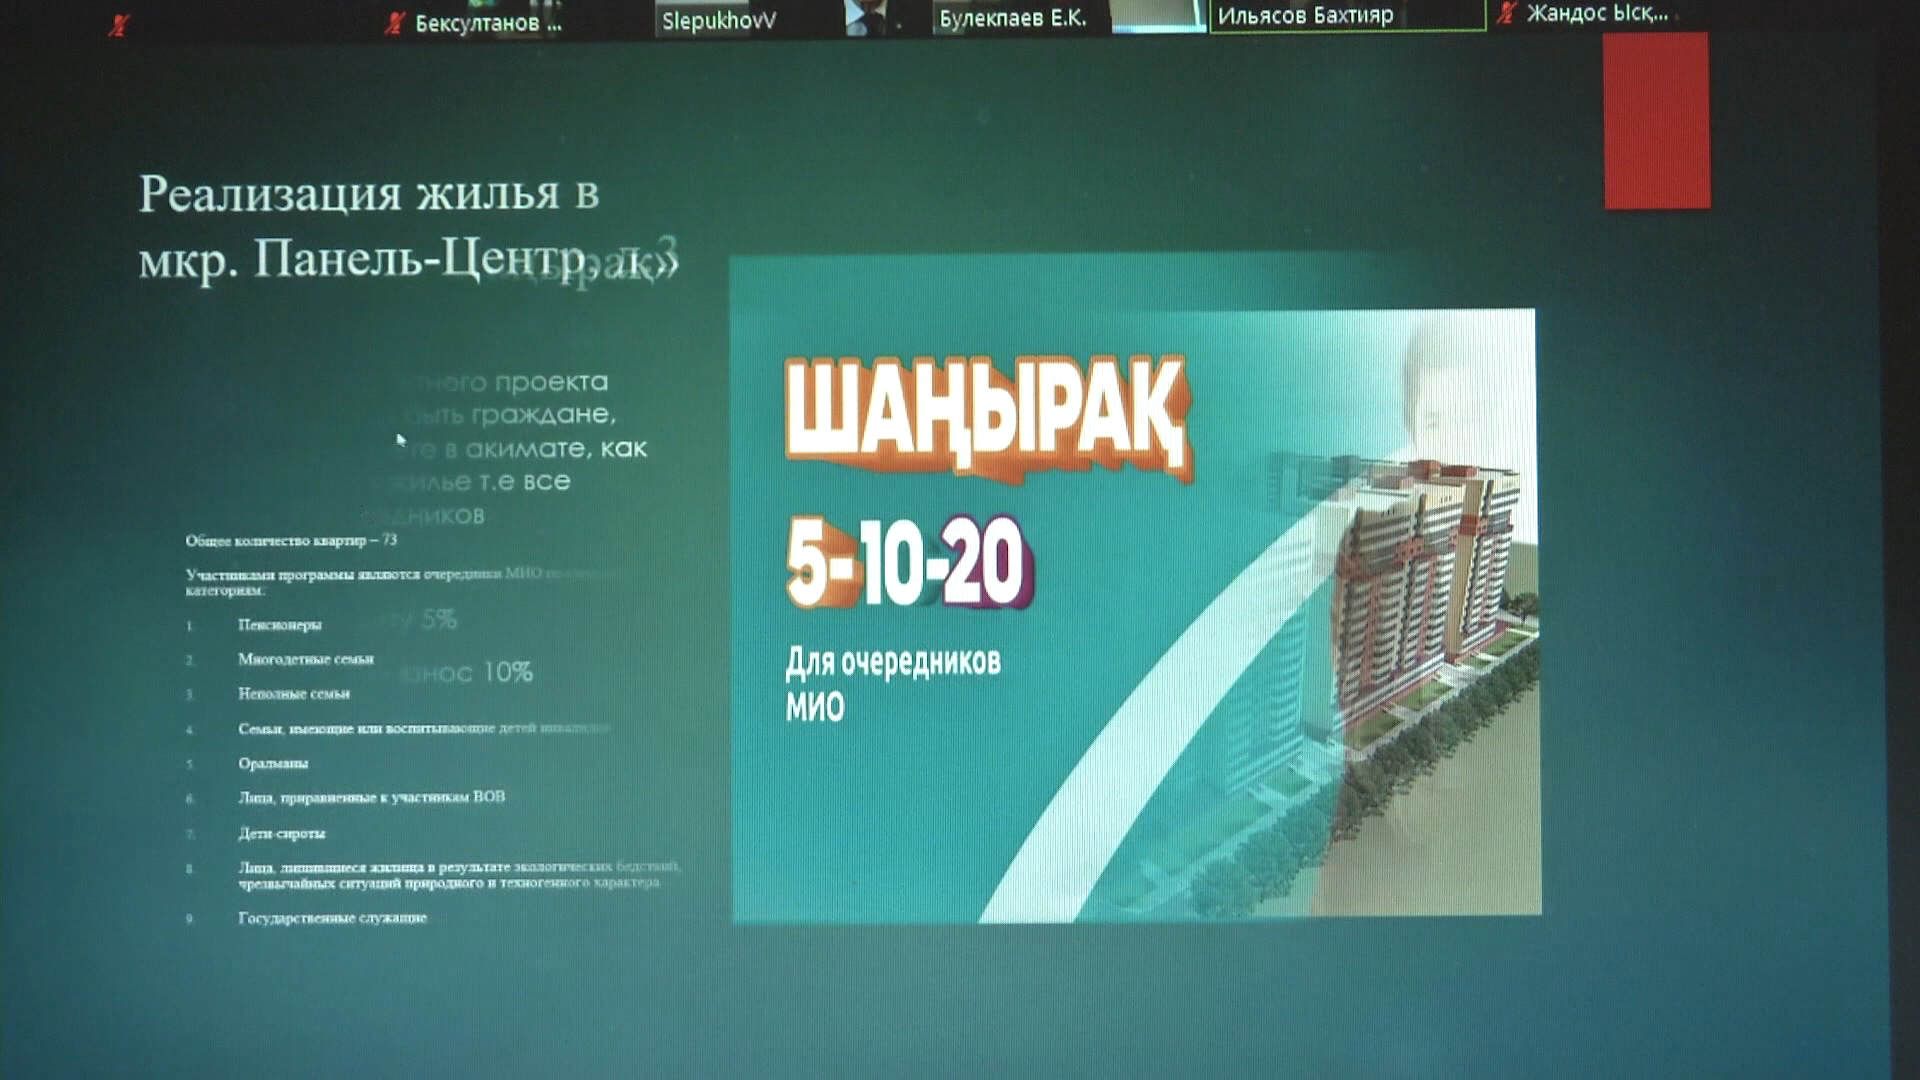 Бексултанов ...
SlepukhovV
Булекпаев Е.К.
Ильясов Бахтияр
Жандос Ысқ...
Реализация жилья в
мкр. Панель-Центр, д.3
проекта
граждане,
в акимате, как
жилье т.е все
Общее количество квартир – 73
Участниками программы являются очередники МИО
категориям:
5%
1. Пенсионеры
2. Многодетные семьи
10%
3. Неполные семьи
4. Семьи, имеющие или воспитывающие детей инвалидов
5. Оралманы
6. Лица, приравненные к участникам ВОВ
7. Дети-сироты
8. Лица, лишившиеся жилища в результате экологических бедствий,
чрезвычайных ситуаций природного и техногенного характера
9. Государственные служащие
ШАҢЫРАҚ
5-10-20
Для очередников
МИО